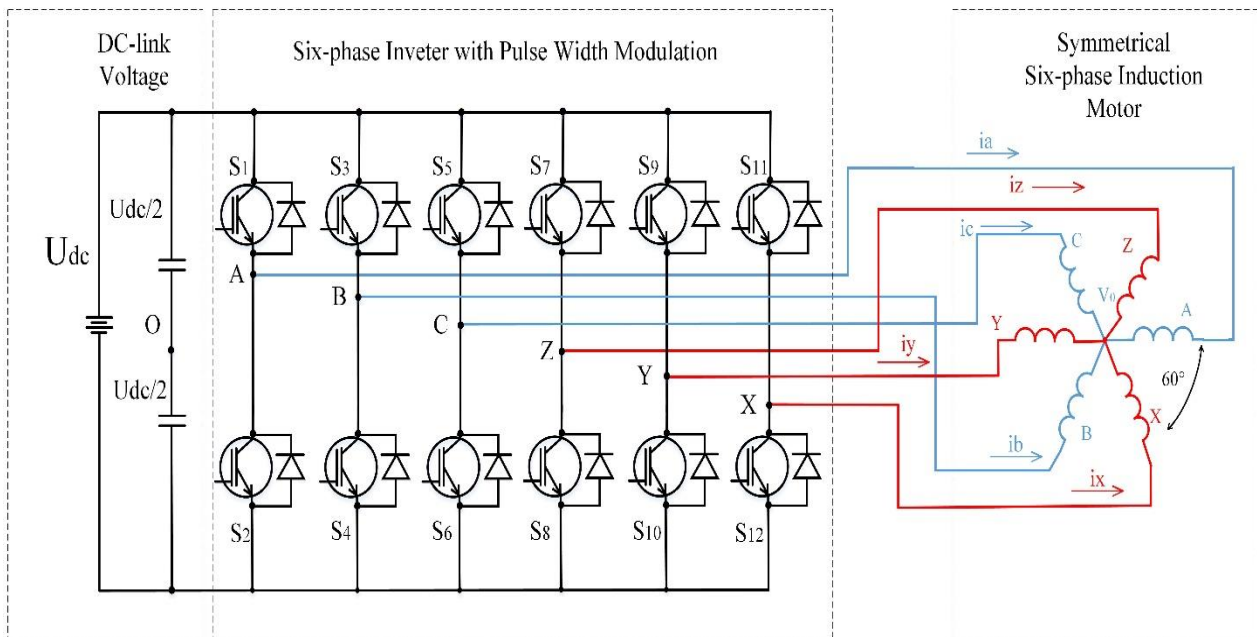 DC-link
Voltage
Six-phase Inveter with Pulse Width Modulation
Symmetrical
Six-phase Induction
Motor
S1
S3
S5
S7
S9
S11
ia
iz
ic
Udc/2
Udc
A
B
C
Z
Y
X
O
Udc/2
C
Z
V0
A
Y
iy
60°
B
X
ib
ix
S2
S4
S6
S8
S10
S12